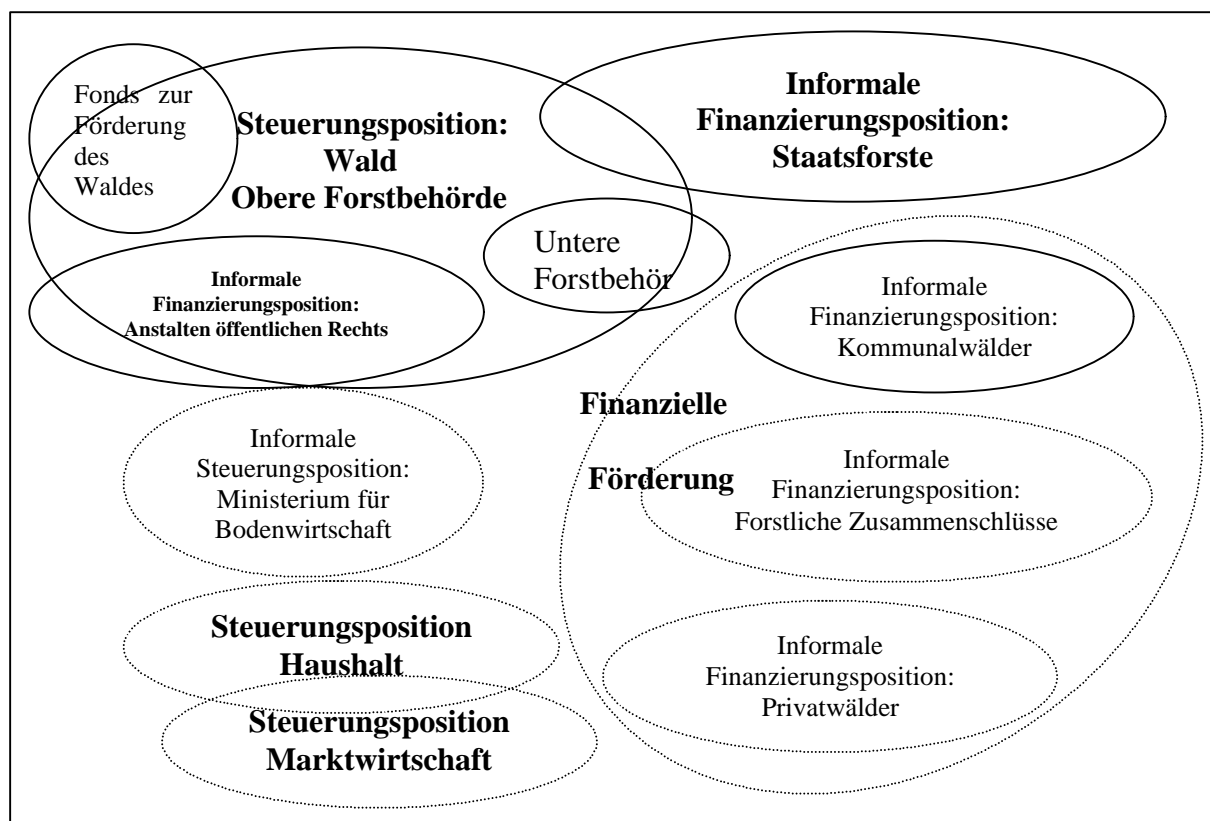 Fonds zur
Förderung
des
Waldes
Steuerungsposition:
Wald
Obere Forstbehörde
Informale
Finanzierungsposition:
Staatsforste
Untere
Forstbehör
Informale
Finanzierungsposition:
Anstalten öffentlichen Rechts
Informale
Finanzierungsposition:
Kommunalwälder
Finanzielle
Förderung
Informale
Steuerungsposition:
Ministerium für
Bodenwirtschaft
Informale
Finanzierungsposition:
Forstliche Zusammenschlüsse
Steuerungsposition
Haushalt
Informale
Finanzierungsposition:
Privatwälder
Steuerungsposition
Marktwirtschaft